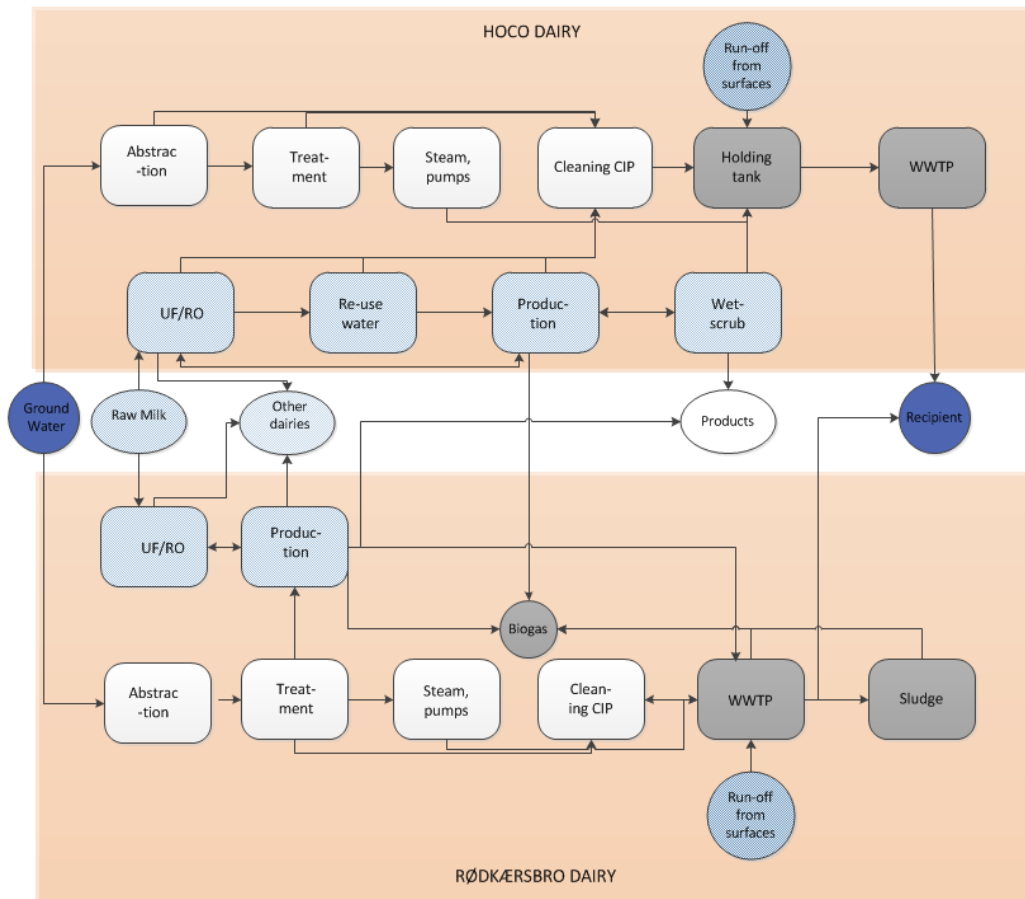 HOCO DAIRY
Run-off
from
surfaces
Abstrac
-tion
Treat-
ment
Steam,
pumps
Cleaning CIP
Holding
tank
WWTP
UF/RO
Re-use
water
Produc-
tion
Wet-
scrub
Ground
Water
Raw Milk
Other
dairies
Products
Recipient
UF/RO
Produc-
tion
Biogas
Abstrac
-tion
Treat-
ment
Steam,
pumps
Clean-
ing CIP
WWTP
Sludge
Run-off
from
surfaces
RØDKÆRSBRO DAIRY